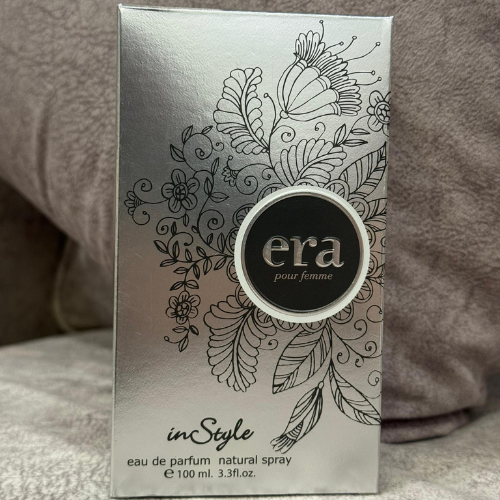 era
pour femme
inStyle
eau de parfum natural spray
℮ 100 ml. 3.3fl.oz.